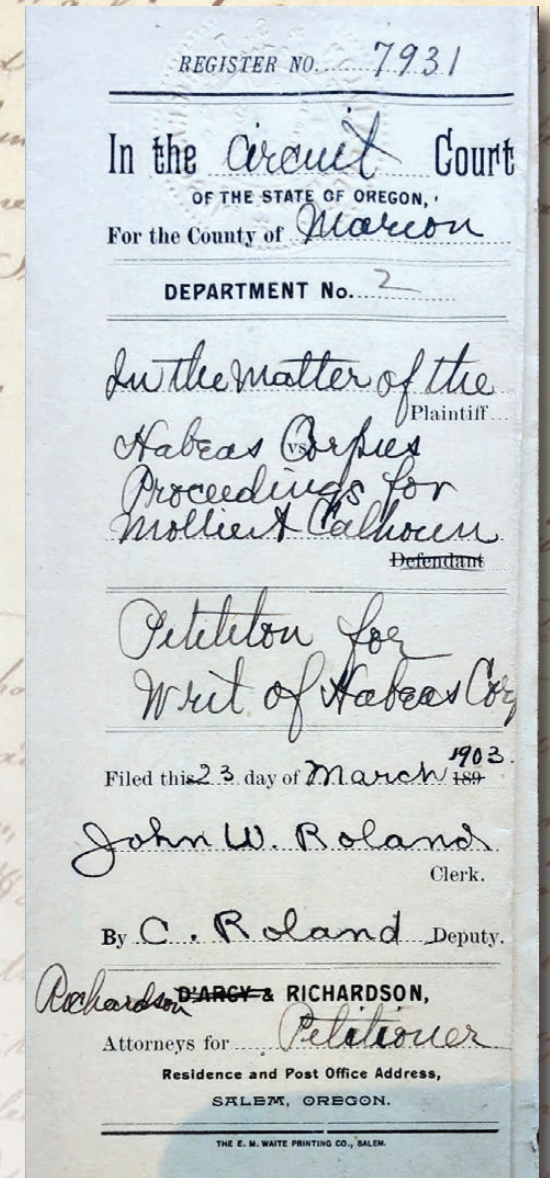 REGISTER NO. 7931
In the Circuit Court
OF THE STATE OF OREGON,
For the County of Marion
DEPARTMENT No. 2
In the Matter of the
Plaintiff
Habeas Corpus
vs
Proceedings for
Mollie A Calhoun
Defendant
Petition for
Writ of Habeas Corp
Filed this 23 day of March 1903. 189
John W. Roland
Clerk.
By C. Roland Deputy.
Richardson D'ARCY & RICHARDSON,
Attorneys for Petitioner
Residence and Post Office Address,
SALEM, OREGON.
THE E. M. WAITE PRINTING CO., SALEM.